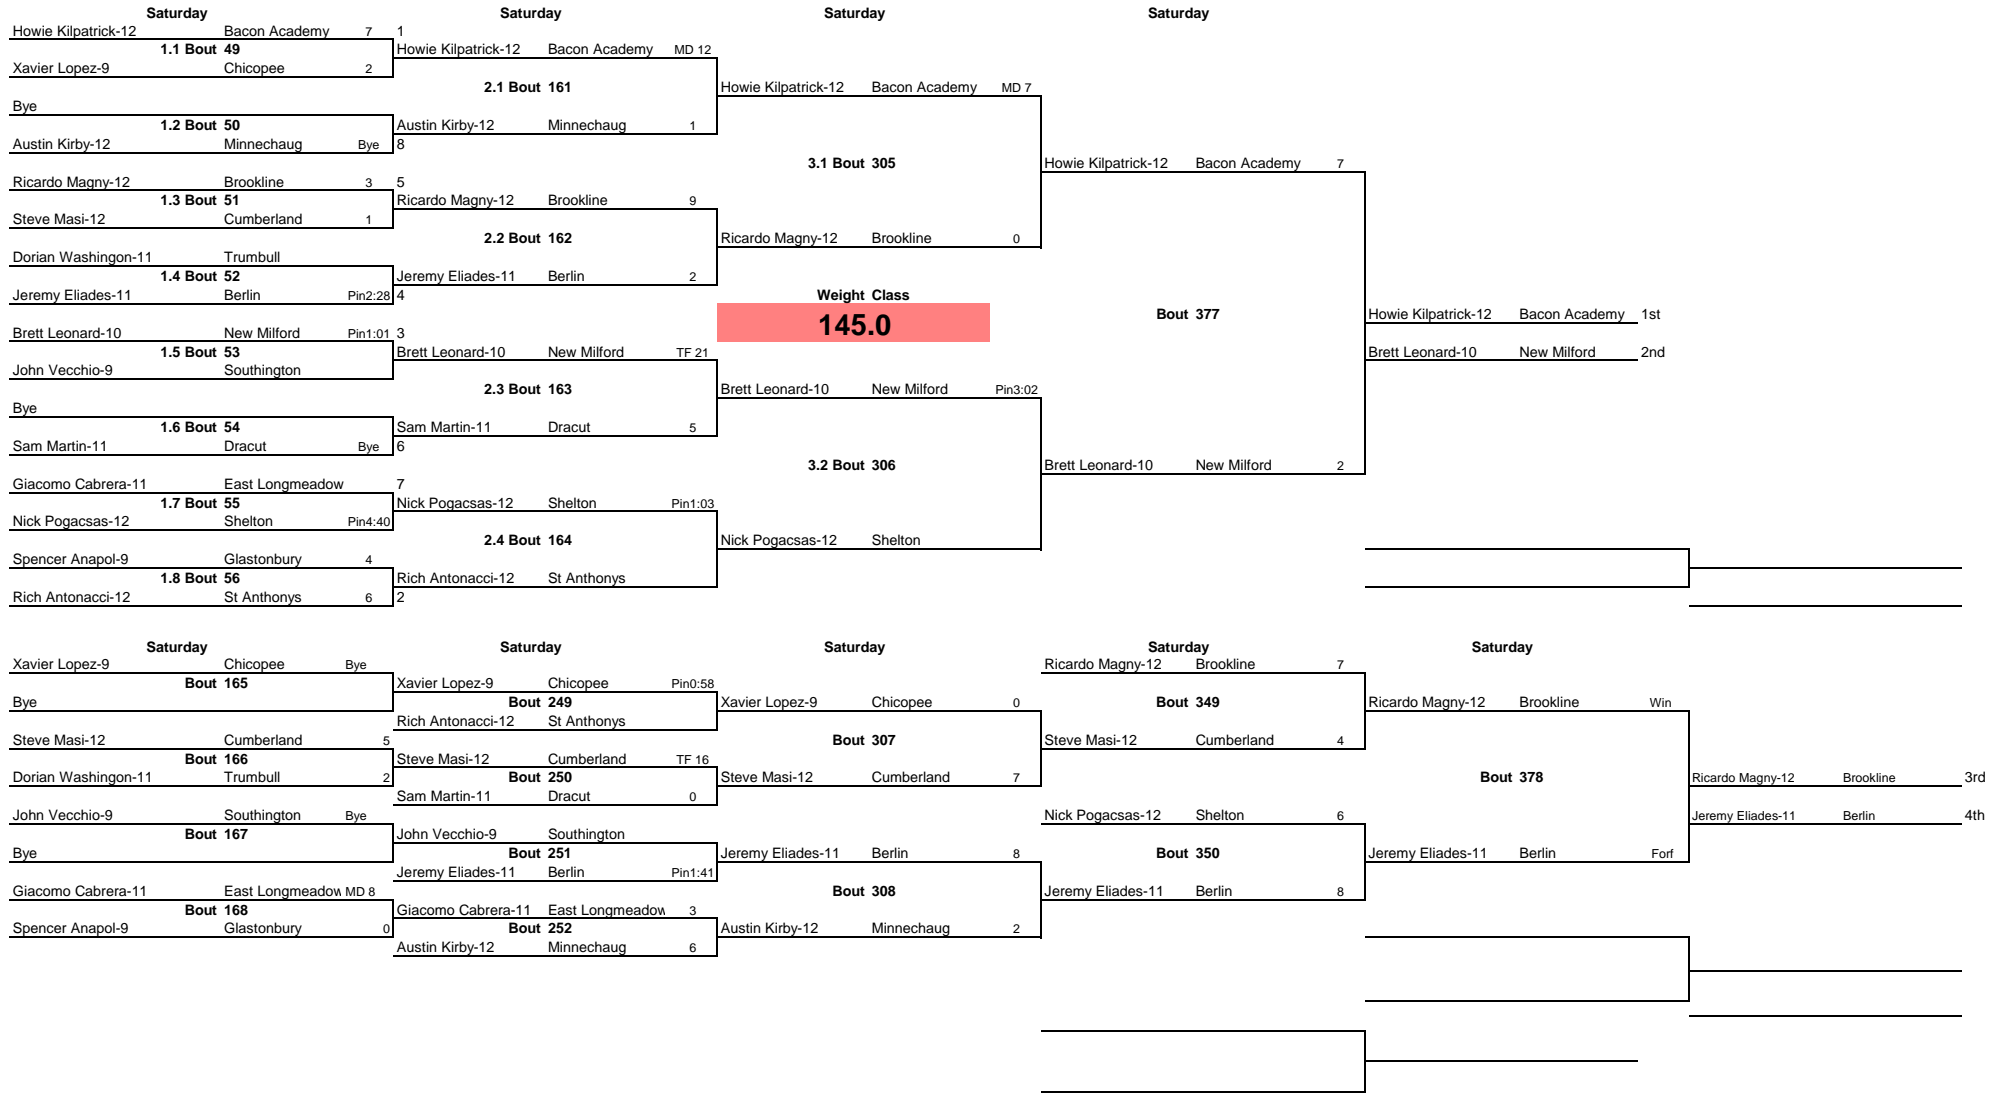 Saturday Saturday Saturday Saturday
Howie Kilpatrick-12 Bacon Academy 7 1
1.1 Bout 49 Howie Kilpatrick-12 Bacon Academy MD 12
Xavier Lopez-9 Chicopee 2
2.1 Bout 161 Howie Kilpatrick-12 Bacon Academy MD 7
Bye
1.2 Bout 50 Austin Kirby-12 Minnechaug 1
Austin Kirby-12 Minnechaug Bye 8
3.1 Bout 305 Howie Kilpatrick-12 Bacon Academy 7
Ricardo Magny-12 Brookline 3 5
1.3 Bout 51 Ricardo Magny-12 Brookline 9
Steve Masi-12 Cumberland 1
2.2 Bout 162 Ricardo Magny-12 Brookline 0
Dorian Washingon-11 Trumbull
1.4 Bout 52 Jeremy Eliades-11 Berlin 2
Jeremy Eliades-11 Berlin Pin2:28 4 Weight Class
145.0 Bout 377 Howie Kilpatrick-12 Bacon Academy 1st
Brett Leonard-10 New Milford Pin1:01 3
1.5 Bout 53 Brett Leonard-10 New Milford TF 21 Brett Leonard-10 New Milford 2nd
John Vecchio-9 Southington
2.3 Bout 163 Brett Leonard-10 New Milford Pin3:02
Bye
1.6 Bout 54 Sam Martin-11 Dracut 5
Sam Martin-11 Dracut Bye 6
3.2 Bout 306 Brett Leonard-10 New Milford 2
Giacomo Cabrera-11 East Longmeadow 7
1.7 Bout 55 Nick Pogacsas-12 Shelton Pin1:03
Nick Pogacsas-12 Shelton Pin4:40
2.4 Bout 164 Nick Pogacsas-12 Shelton
Spencer Anapol-9 Glastonbury 4
1.8 Bout 56 Rich Antonacci-12 St Anthonys
Rich Antonacci-12 St Anthonys 6 2
Saturday Saturday Saturday Saturday Saturday
Xavier Lopez-9 Chicopee Bye Ricardo Magny-12 Brookline 7
Bout 165 Xavier Lopez-9 Chicopee Pin0:58
Bye Bout 249 Xavier Lopez-9 Chicopee 0 Bout 349 Ricardo Magny-12 Brookline Win
Rich Antonacci-12 St Anthonys
Steve Masi-12 Cumberland 5 Bout 307 Steve Masi-12 Cumberland 4
Bout 166 Steve Masi-12 Cumberland TF 16
Dorian Washingon-11 Trumbull 2 Bout 250 Steve Masi-12 Cumberland 7 Bout 378 Ricardo Magny-12 Brookline 3rd
Sam Martin-11 Dracut 0
John Vecchio-9 Southington Bye Nick Pogacsas-12 Shelton 6 Jeremy Eliades-11 Berlin 4th
Bout 167 John Vecchio-9 Southington
Bye Bout 251 Jeremy Eliades-11 Berlin 8 Bout 350 Jeremy Eliades-11 Berlin Forf
Jeremy Eliades-11 Berlin Pin1:41
Giacomo Cabrera-11 East Longmeadow MD 8 Bout 308 Jeremy Eliades-11 Berlin 8
Bout 168 Giacomo Cabrera-11 East Longmeadow 3
Spencer Anapol-9 Glastonbury 0 Bout 252 Austin Kirby-12 Minnechaug 2
Austin Kirby-12 Minnechaug 6